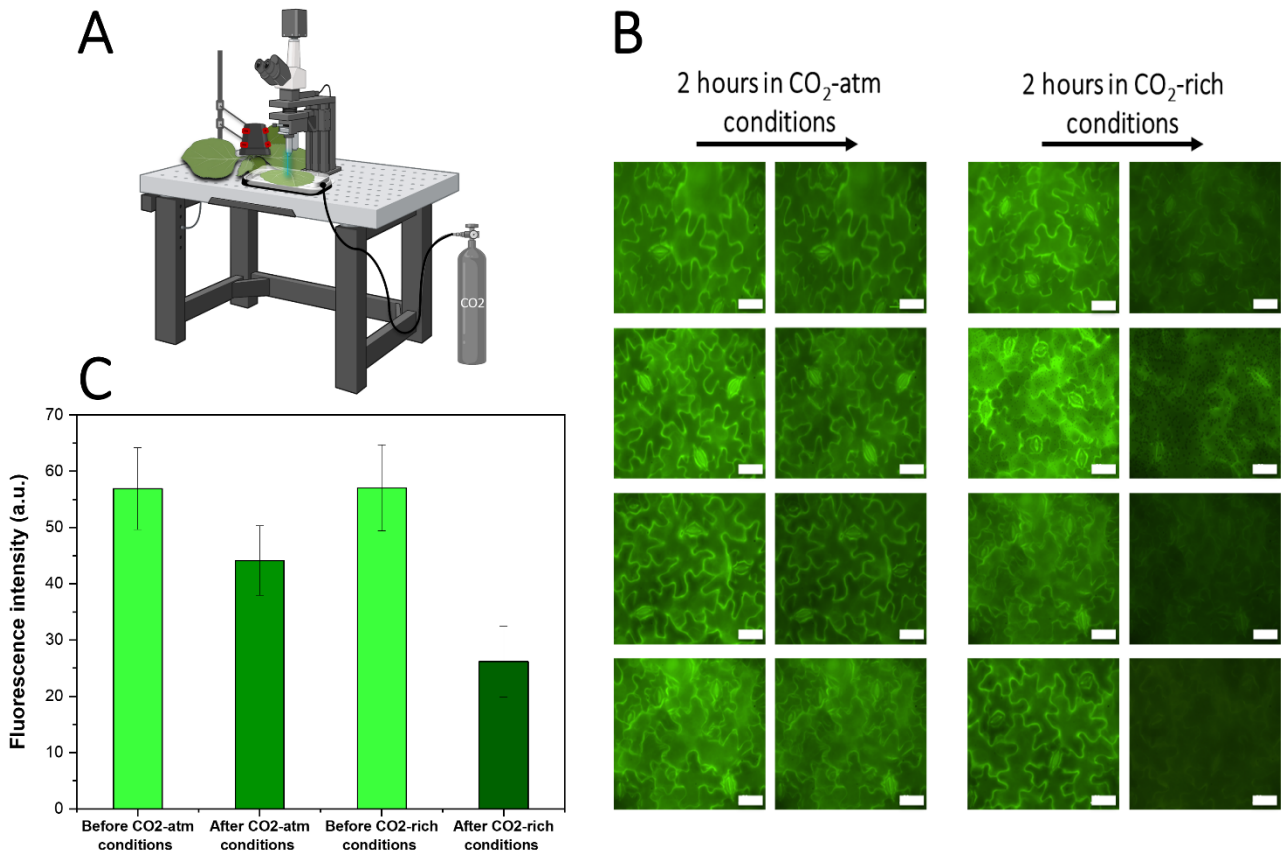 A
CO2
B
2 hours in CO₂-atm
conditions
2 hours in CO₂-rich
conditions
C
Fluorescence intensity (a.u.)
70
60
50
40
30
20
10
0
Before CO2-atm
conditions
After CO2-atm
conditions
Before CO2-rich
conditions
After CO2-rich
conditions